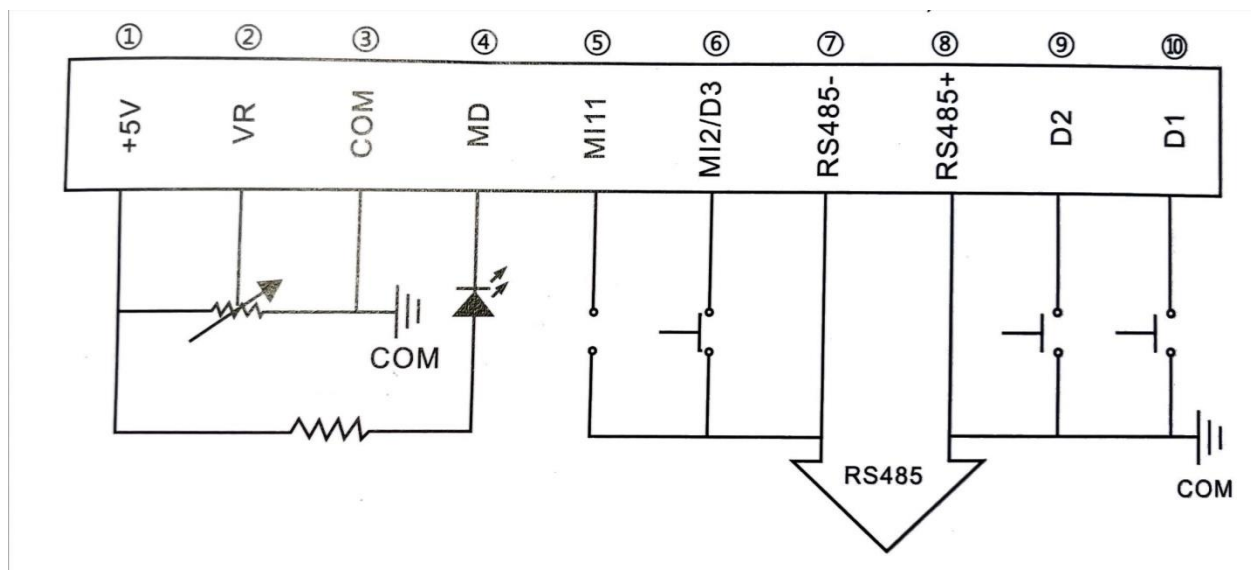 ① ② ③ ④ ⑤ ⑥ ⑦ ⑧ ⑨ ⑩
+5V VR COM MD MI11 MI2/D3 RS485- RS485+ D2 D1
COM
RS485
COM